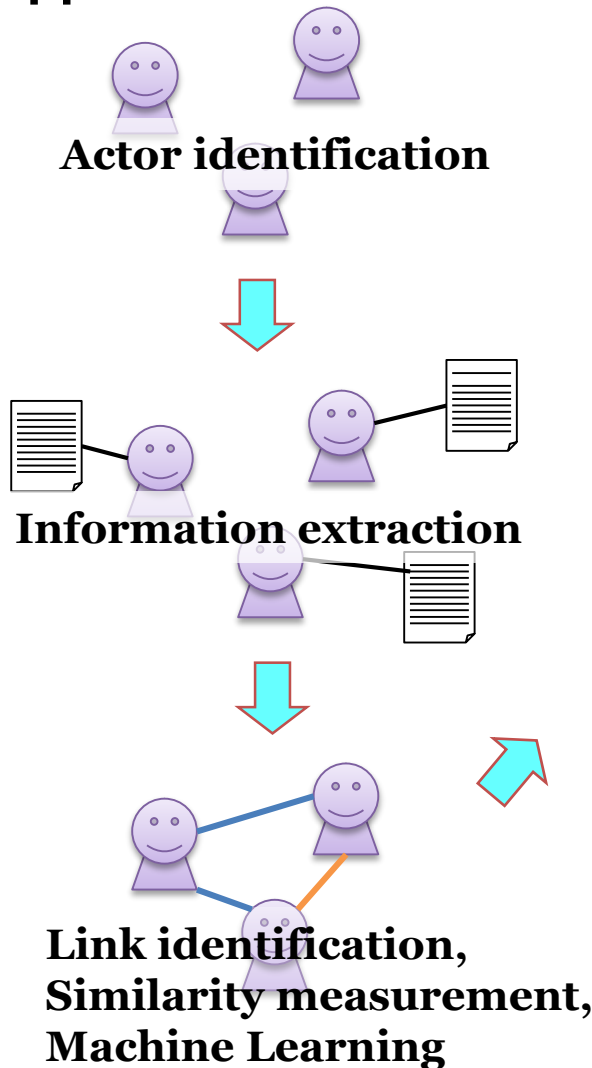 Actor identification
Information extraction
Link identification,
Similarity measurement,
Machine Learning